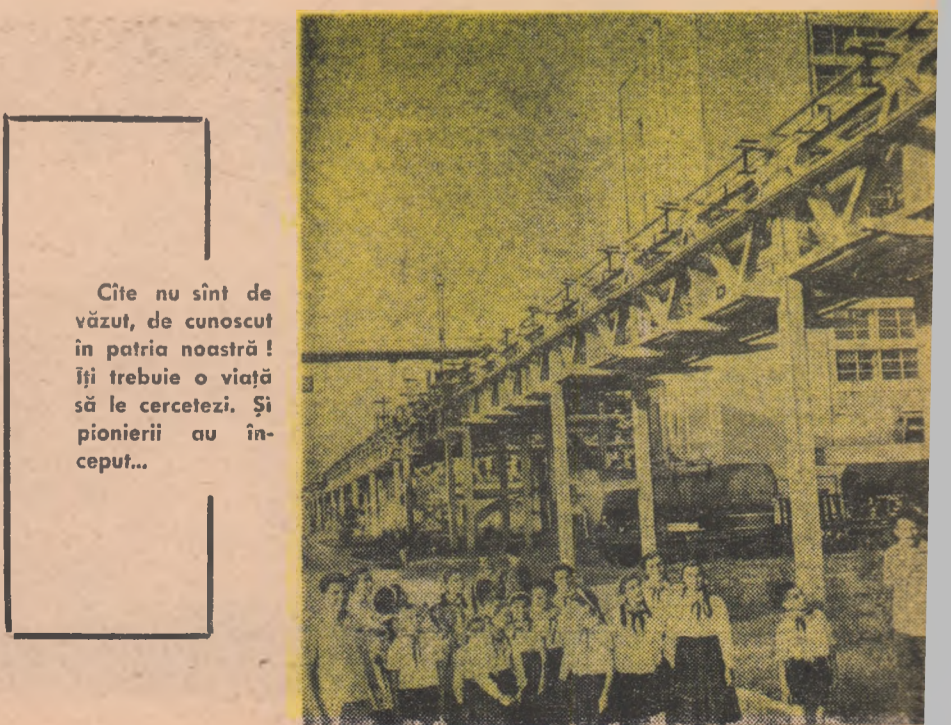 Cîte nu sînt de
văzut, de cunoscut
în patria noastră !
Îți trebuie o viață
să le cercetezi. Și
pionierii au în-
ceput...